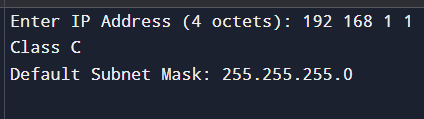 Enter IP Address (4 octets): 192 168 1 1
Class C
Default Subnet Mask: 255.255.255.0